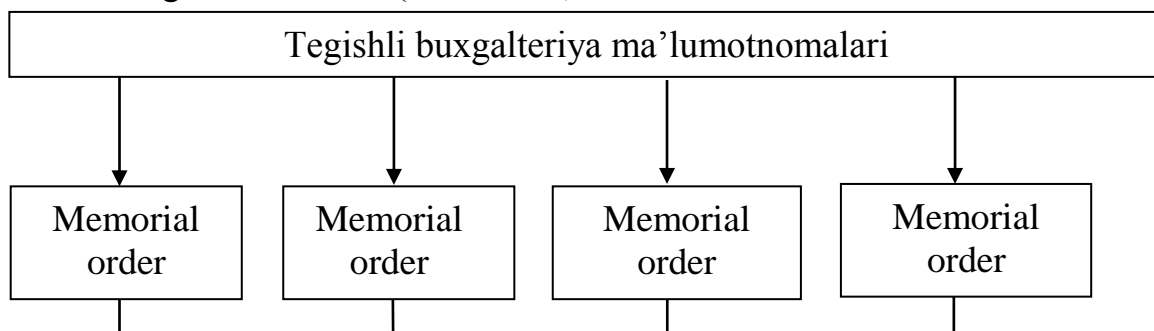 Tegishli buxgalteriya ma’lumotnomalari
Memorial
order
Memorial
order
Memorial
order
Memorial
order